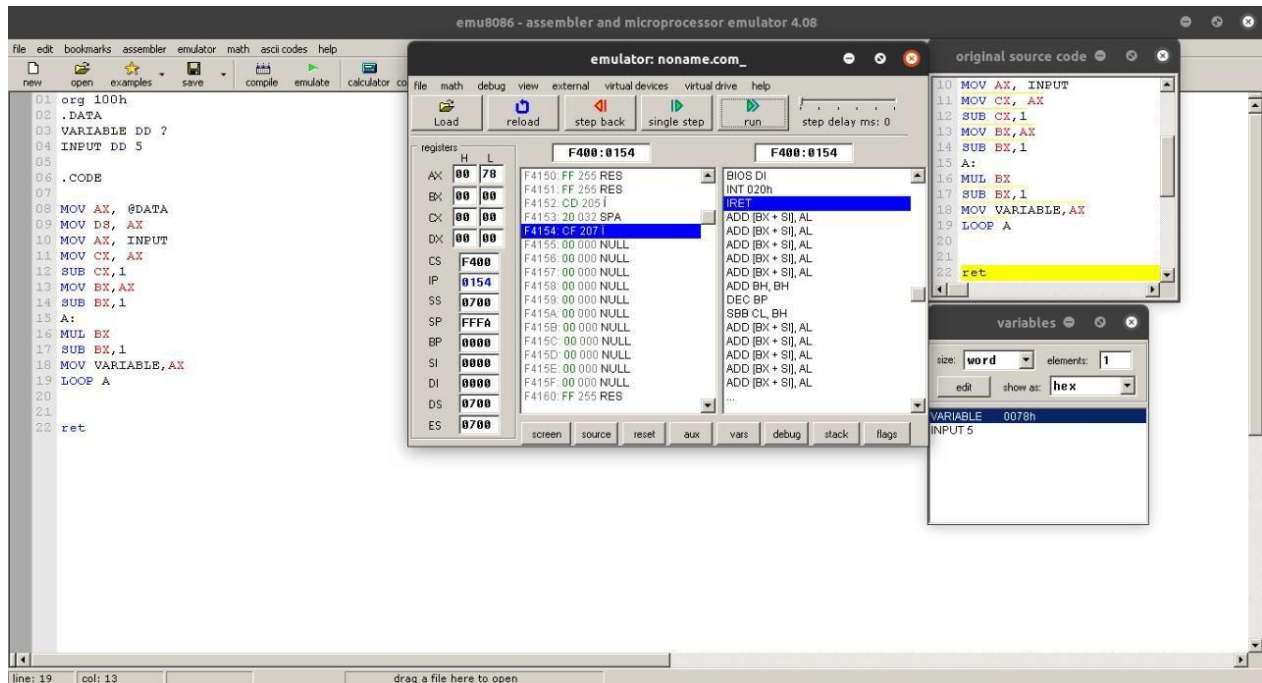 emu8086 - assembler and microprocessor emulator 4.08
file edit bookmarks assembler emulator math ascii codes help
new open examples save compile emulate calculator co
01 org 100h
02 .DATA
03 VARIABLE DD ?
04 INPUT DD 5
05
06 .CODE
07
08 MOV AX, @DATA
09 MOV DS, AX
10 MOV AX, INPUT
11 MOV CX, AX
12 SUB CX,1
13 MOV BX,AX
14 SUB BX,1
15 A:
16 MUL BX
17 SUB BX,1
18 MOV VARIABLE,AX
19 LOOP A
20
21
22 ret
line: 19 col: 13 drag a file here to open
emulator: noname.com_
file math debug view external virtual devices virtual drive help
Load reload step back single step run step delay ms: 0
registers
H L
AX 00 78
BX 00 00
CX 00 00
DX 00 00
CS F400
IP 0154
SS 0700
SP FFFA
BP 0000
SI 0000
DI 0000
DS 0700
ES 0700
F400:0154 F400:0154
F4150: FF 255 RES
F4151: FF 255 RES
F4152: CD 205 Í
F4153: 20 032 SPA
F4154: CF 207 Ï
F4155: 00 000 NULL
F4156: 00 000 NULL
F4157: 00 000 NULL
F4158: 00 000 NULL
F4159: 00 000 NULL
F415A: 00 000 NULL
F415B: 00 000 NULL
F415C: 00 000 NULL
F415D: 00 000 NULL
F415E: 00 000 NULL
F415F: 00 000 NULL
F4160: FF 255 RES
BIOS DI
INT 020h
IRET
ADD [BX + SI], AL
ADD [BX + SI], AL
ADD [BX + SI], AL
ADD [BX + SI], AL
ADD [BX + SI], AL
ADD BH, BH
DEC BP
SBB CL, BH
ADD [BX + SI], AL
ADD [BX + SI], AL
ADD [BX + SI], AL
ADD [BX + SI], AL
ADD [BX + SI], AL
...
screen source reset aux vars debug stack flags
original source code
10 MOV AX, INPUT
11 MOV CX, AX
12 SUB CX,1
13 MOV BX,AX
14 SUB BX,1
15 A:
16 MUL BX
17 SUB BX,1
18 MOV VARIABLE,AX
19 LOOP A
20
21
22 ret
variables
size: word elements: 1
edit show as: hex
VARIABLE 0078h
INPUT 5